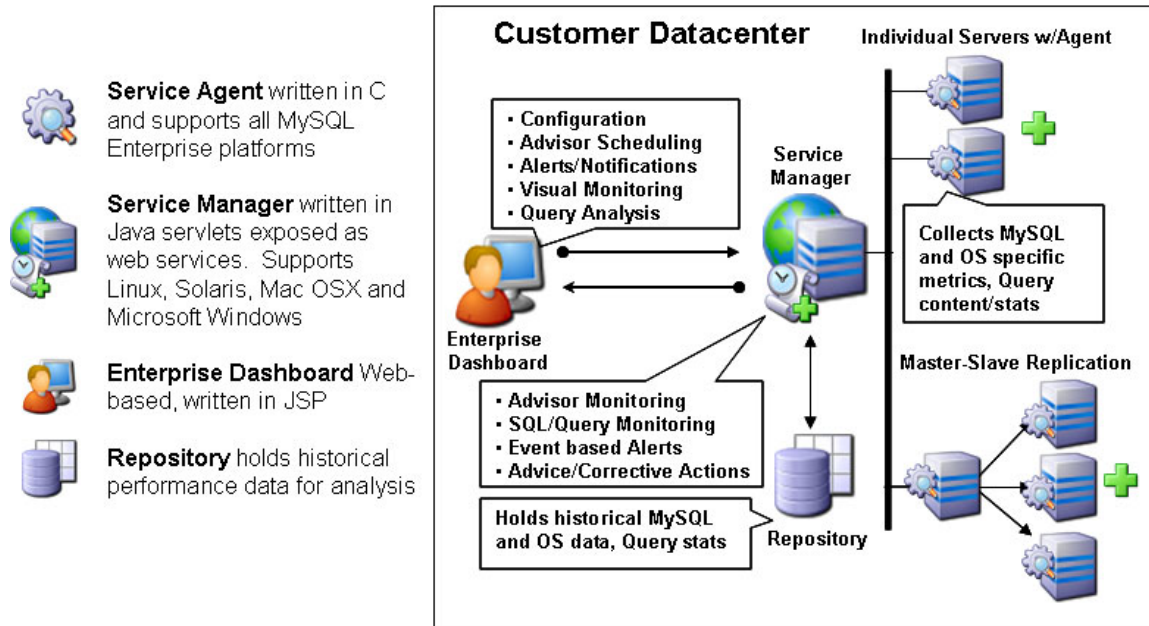 Service Agent written in C
and supports all MySQL
Enterprise platforms
Service Manager written in
Java servlets exposed as
web services.  Supports
Linux, Solaris, Mac OSX and
Microsoft Windows
Enterprise Dashboard Web-
based, written in JSP
Repository holds historical
performance data for analysis
Customer Datacenter
Individual Servers w/Agent
▪ Configuration
▪ Advisor Scheduling
▪ Alerts/Notifications
▪ Visual Monitoring
▪ Query Analysis
Service
Manager
Collects MySQL
and OS specific
metrics, Query
content/stats
Enterprise
Dashboard
Master-Slave Replication
▪ Advisor Monitoring
▪ SQL/Query Monitoring
▪ Event based Alerts
▪ Advice/Corrective Actions
Holds historical MySQL
and OS data, Query stats
Repository